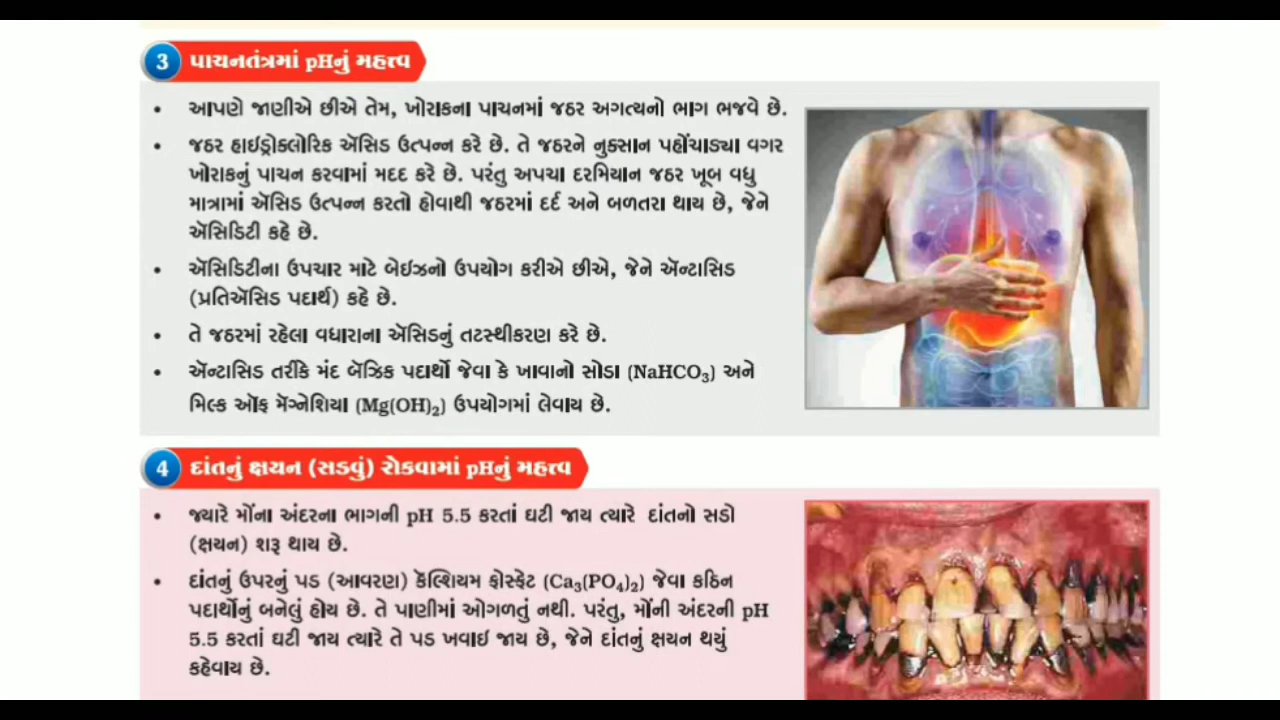 3 પાચનતંત્રમાં pHનું મહત્ત્વ
• આપણે જાણીએ છીએ તેમ, ખોરાકના પાચનમાં જઠર અગત્યનો ભાગ ભજવે છે.
• જઠર હાઇડ્રોક્લોરિક ઍસિડ ઉત્પન્ન કરે છે. તે જઠરને નુક્સાન પહોંચાડ્યા વગર
ખોરાકનું પાચન કરવામાં મદદ કરે છે. પરંતુ અપચા દરમિયાન જઠર ખૂબ વધુ
માત્રામાં ઍસિડ ઉત્પન્ન કરતો હોવાથી જઠરમાં દર્દ અને બળતરા થાય છે, જેને
ઍસિડિટી કહે છે.
• ઍસિડિટીના ઉપચાર માટે બેઇઝનો ઉપયોગ કરીએ છીએ, જેને ઍન્ટાસિડ
(પ્રતિઍસિડ પદાર્થ) કહે છે.
• તે જઠરમાં રહેલા વધારાના ઍસિડનું તટસ્થીકરણ કરે છે.
• ઍન્ટાસિડ તરીકે મંદ બૅઝિક પદાર્થો જેવા કે ખાવાનો સોડા (NaHCO₃) અને
મિલ્ક ઑફ મૅગ્નેશિયા (Mg(OH)₂) ઉપયોગમાં લેવાય છે.
4 દાંતનું ક્ષયન (સડવું) રોકવામાં pHનું મહત્ત્વ
• જ્યારે મોંના અંદરના ભાગની pH 5.5 કરતાં ઘટી જાય ત્યારે દાંતનો સડો
(ક્ષયન) શરૂ થાય છે.
• દાંતનું ઉપરનું પડ (આવરણ) કૅલ્શિયમ ફોસ્ફેટ (Ca₃(PO₄)₂) જેવા કઠિન
પદાર્થોનું બનેલું હોય છે. તે પાણીમાં ઓગળતું નથી. પરંતુ, મોંની અંદરની pH
5.5 કરતાં ઘટી જાય ત્યારે તે પડ ખવાઇ જાય છે, જેને દાંતનું ક્ષયન થયું
કહેવાય છે.